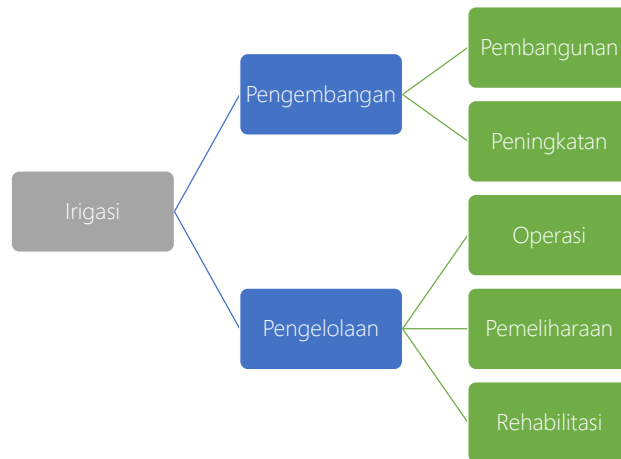 Irigasi
Pengembangan
Pembangunan
Peningkatan
Pengelolaan
Operasi
Pemeliharaan
Rehabilitasi